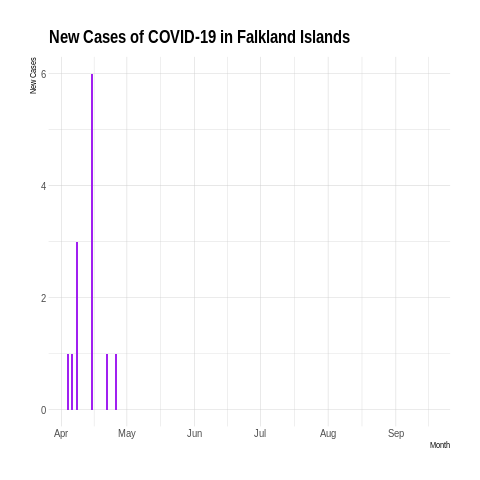 New Cases of COVID-19 in Falkland Islands
New Cases
6
4
2
0
Apr May Jun Jul Aug Sep
Month